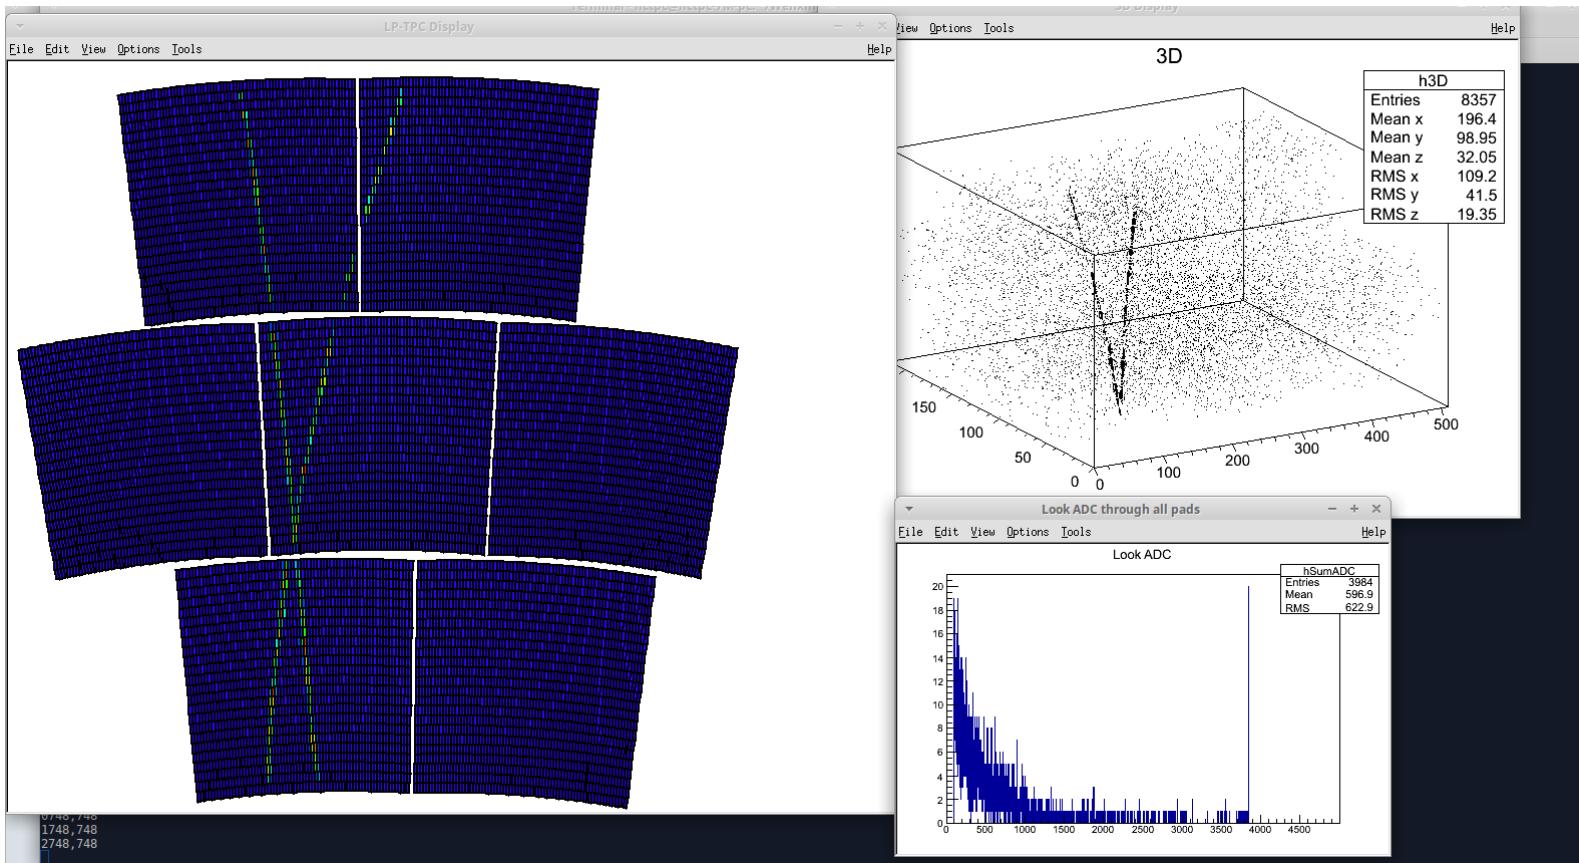 LP-TPC Display
File Edit View Options Tools Help
View Options Tools Help
3D
h3D
Entries 8357
Mean x 196.4
Mean y 98.95
Mean z 32.05
RMS x 109.2
RMS y 41.5
RMS z 19.35
150
100
50
0
0
100
200
300
400
500
Look ADC through all pads
File Edit View Options Tools Help
Look ADC
hSumADC
Entries 3984
Mean 596.9
RMS 622.9
20
18
16
14
12
10
8
6
4
2
0
0 500 1000 1500 2000 2500 3000 3500 4000 4500
0748,748
1748,748
2748,748